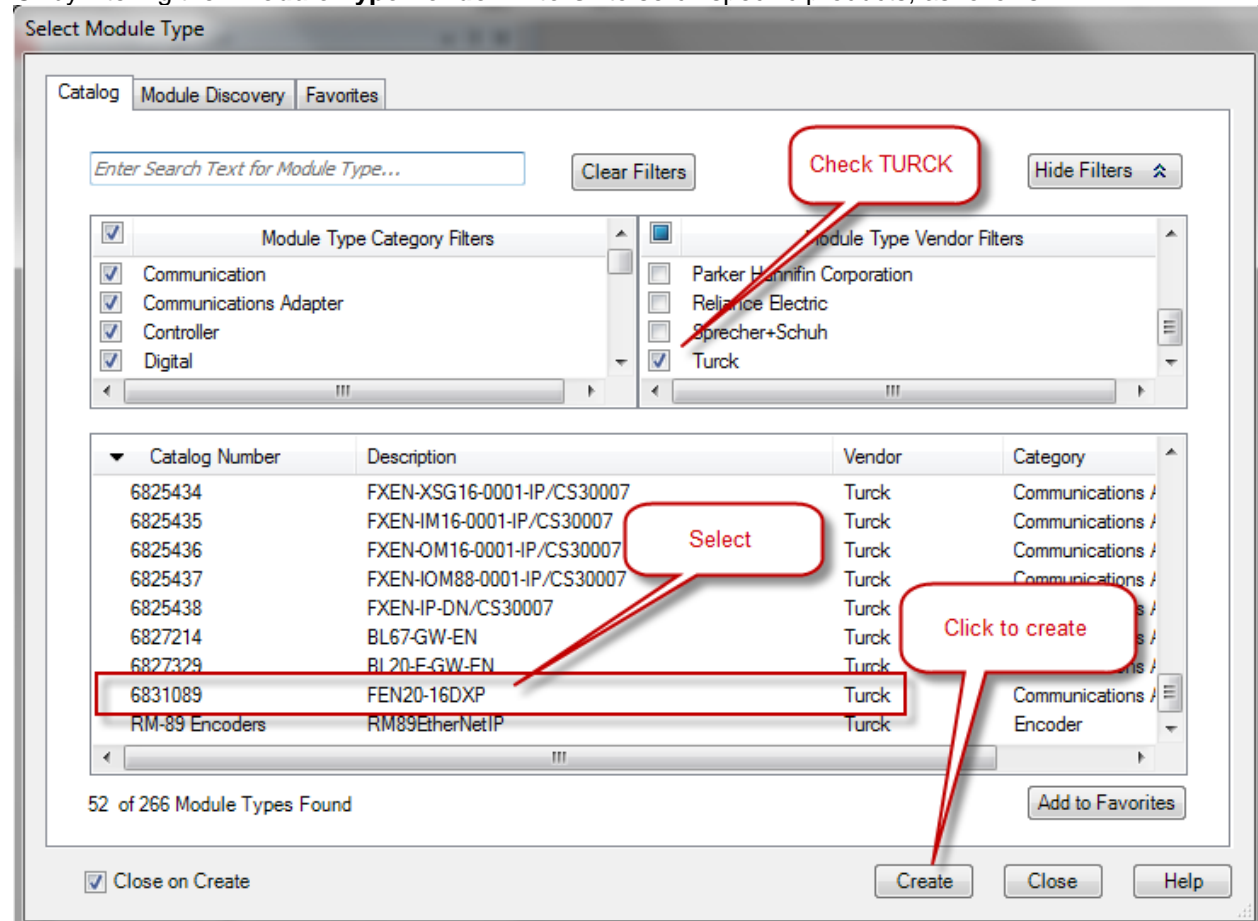 Select Module Type
Catalog Module Discovery Favorites
Enter Search Text for Module Type...
Clear Filters
Check TURCK
Hide Filters
Module Type Category Filters
Communication
Communications Adapter
Controller
Digital
Module Type Vendor Filters
Parker Hannifin Corporation
Reliance Electric
Sprecher+Schuh
Turck
Catalog Number Description Vendor Category
6825434 FXEN-XSG16-0001-IP/CS30007 Turck Communications A
6825435 FXEN-IM16-0001-IP/CS30007 Turck Communications A
6825436 FXEN-OM16-0001-IP/CS30007 Turck Communications A
6825437 FXEN-IOM88-0001-IP/CS30007 Turck Communications A
6825438 FXEN-IP-DN/CS30007 Turck s A
6827214 BL67-GW-EN Turck s A
6827329 BL20-E-GW-EN Turck ns A
6831089 FEN20-16DXP Turck Communications A
RM-89 Encoders RM89EtherNetIP Turck Encoder
Select
Click to create
52 of 266 Module Types Found
Add to Favorites
Close on Create
Create Close Help